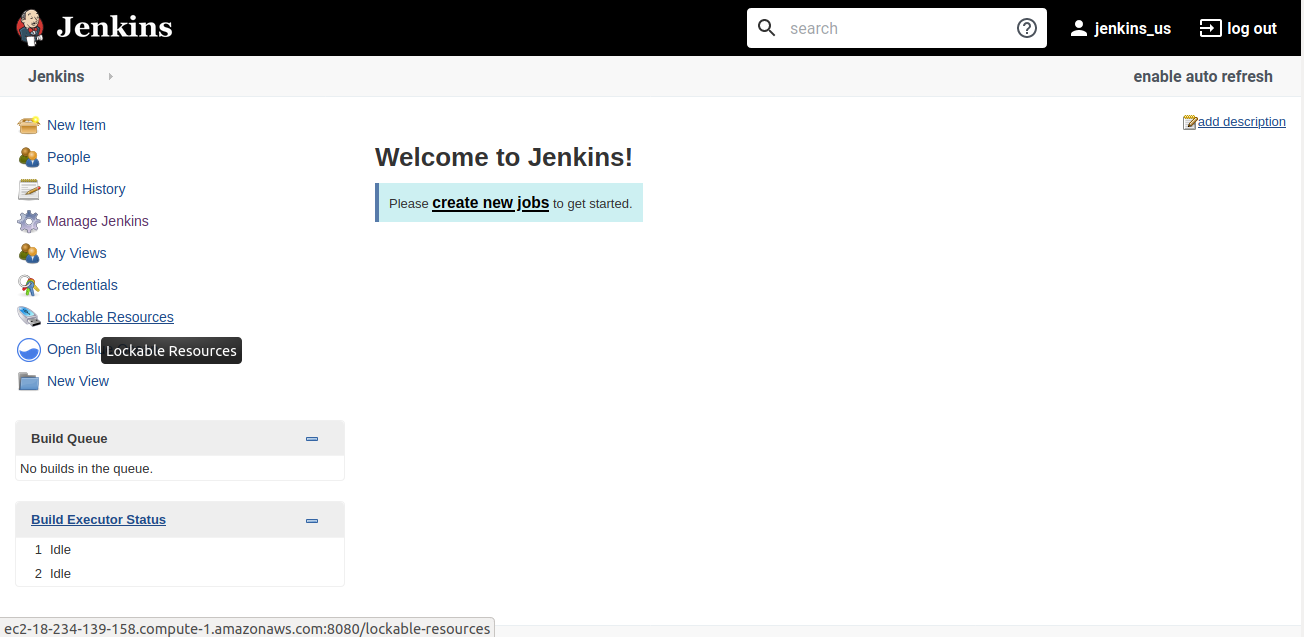 Jenkins
search
jenkins_us
log out
Jenkins
enable auto refresh
New Item
People
Build History
Manage Jenkins
My Views
Credentials
Lockable Resources
Open Blu
Lockable Resources
New View
Build Queue
No builds in the queue.
Build Executor Status
1 Idle
2 Idle
add description
Welcome to Jenkins!
Please create new jobs to get started.
ec2-18-234-139-158.compute-1.amazonaws.com:8080/lockable-resources